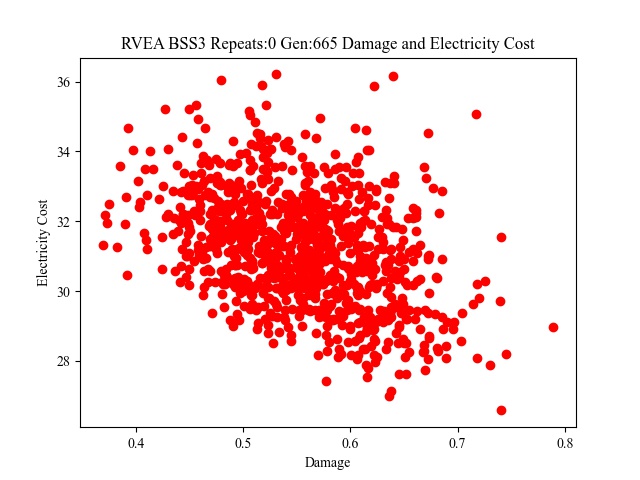 RVEA BSS3 Repeats:0 Gen:665 Damage and Electricity Cost
36
34
32
30
28
Electricity Cost
0.4 0.5 0.6 0.7 0.8
Damage